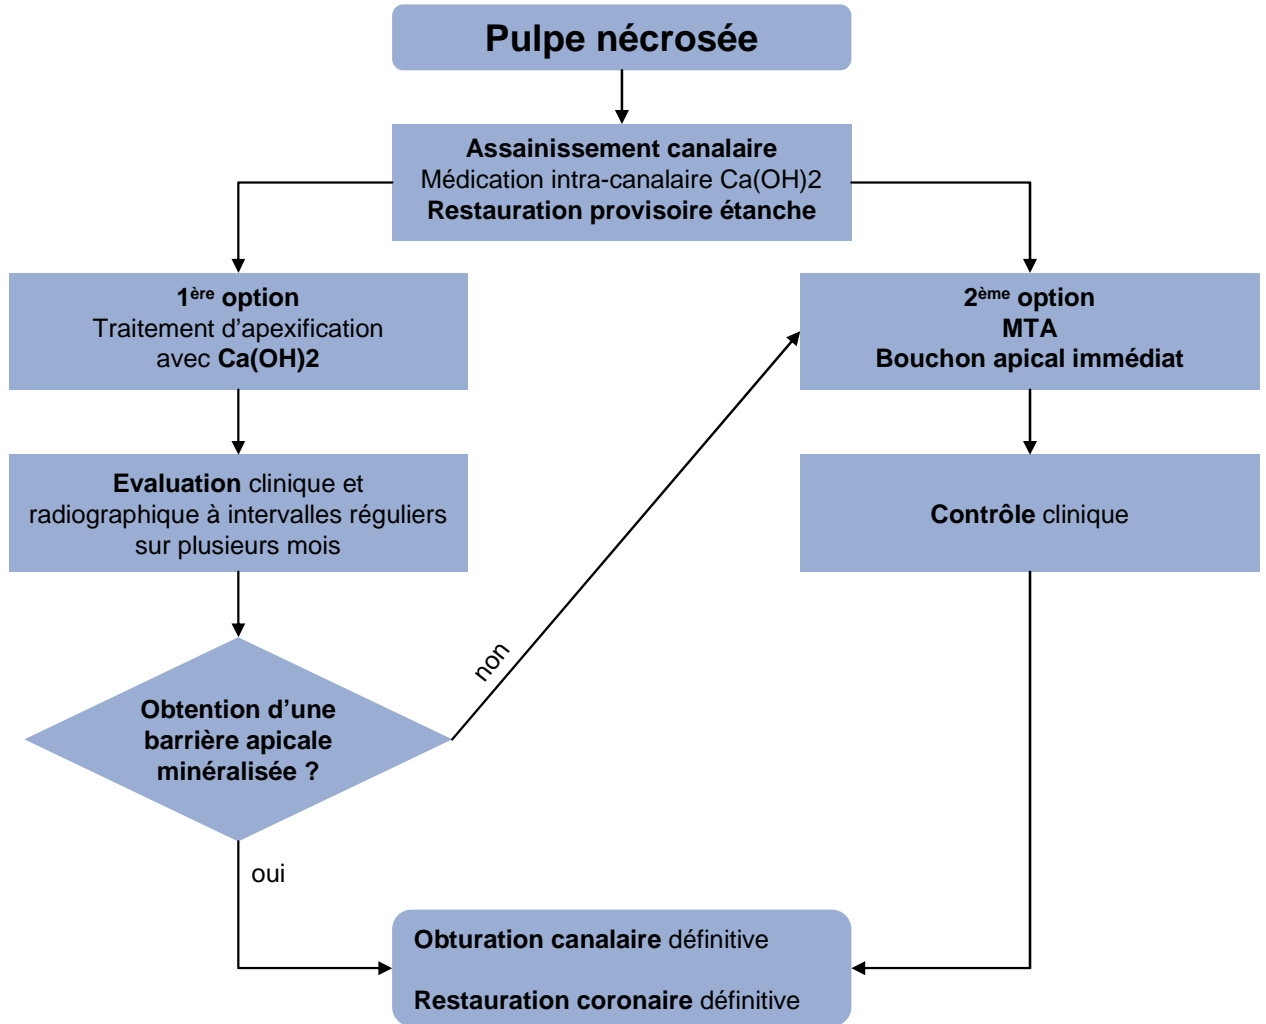 Pulpe nécrosée
Assainissement canalaire
Médication intra-canalaire Ca(OH)2
Restauration provisoire étanche
1ère option
Traitement d’apexification
avec Ca(OH)2
2ème option
MTA
Bouchon apical immédiat
Evaluation clinique et
radiographique à intervalles réguliers
sur plusieurs mois
Contrôle clinique
non
Obtention d’une
barrière apicale
minéralisée ?
oui
Obturation canalaire définitive
Restauration coronaire définitive